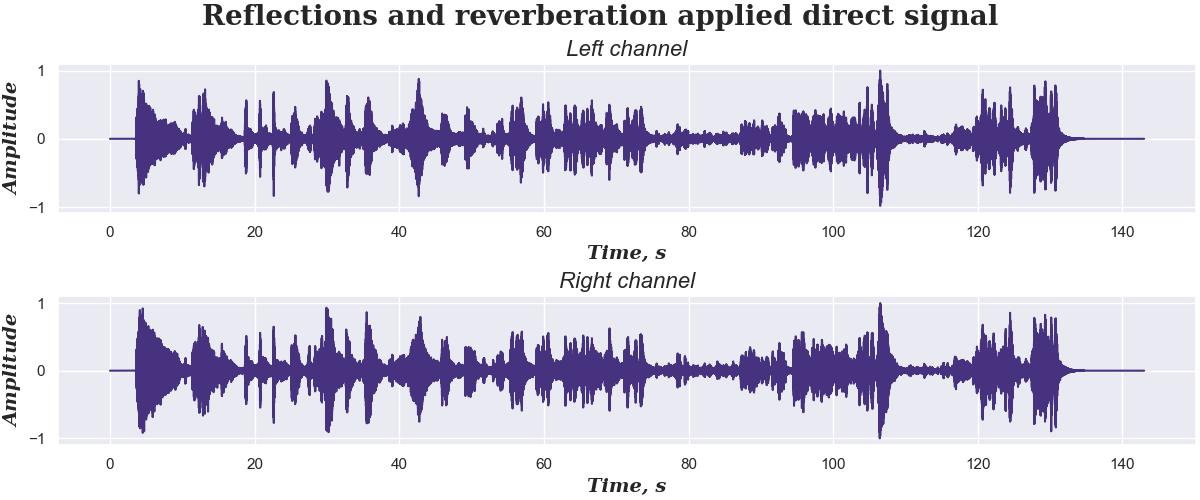 Reflections and reverberation applied direct signal
Left channel
Amplitude
1
0
−1
0 20 40 60 80 100 120 140
Time, s
Right channel
Amplitude
1
0
−1
0 20 40 60 80 100 120 140
Time, s